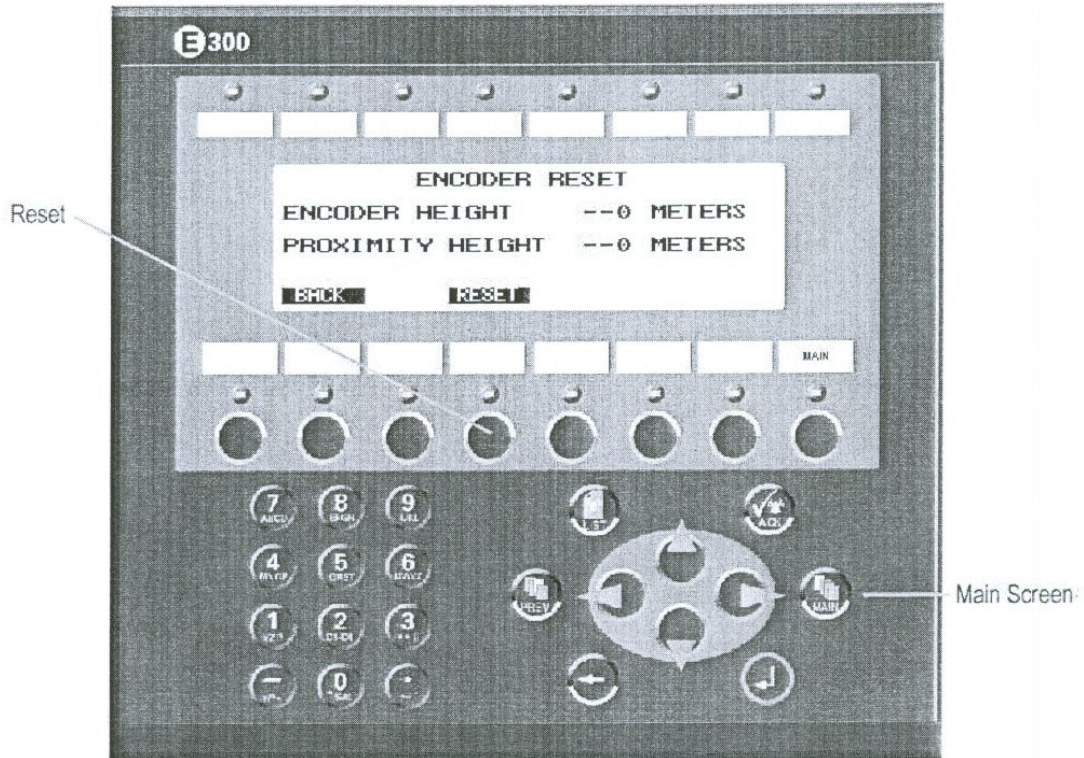 E300
ENCODER RESET
ENCODER HEIGHT --0 METERS
PROXIMITY HEIGHT --0 METERS
BACK RESET
Reset
MAIN
7 8 9
LIST
ACK
4 5 6
PREV
MAIN
Main Screen
1 2 3
0